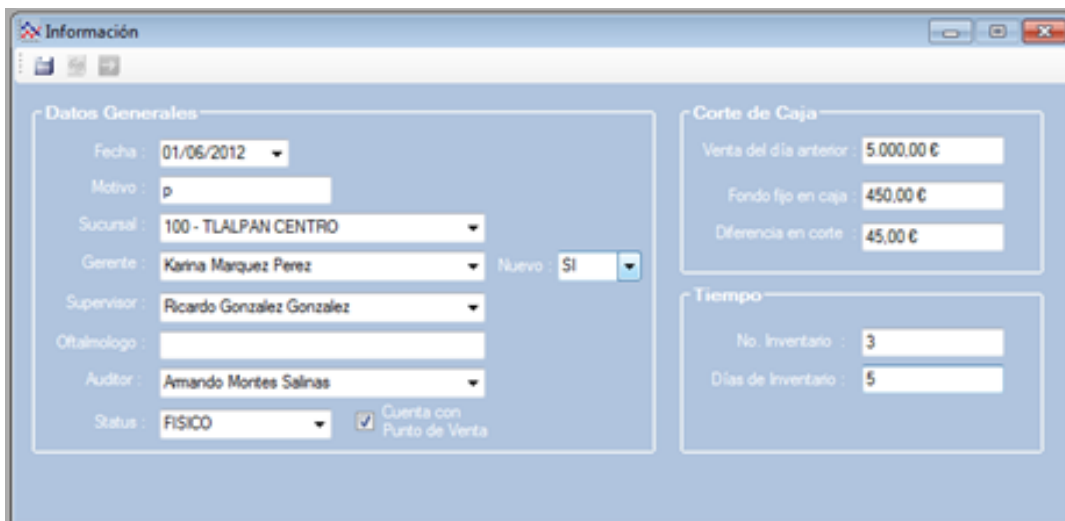 Información
Datos Generales
Fecha : 01/06/2012
Motivo : p
Sucursal : 100 - TLALPAN CENTRO
Gerente : Karina Marquez Perez Nuevo : SI
Supervisor : Ricardo Gonzalez Gonzalez
Oftalmologo :
Auditor : Armando Montes Salinas
Status : FISICO Cuenta con
Punto de Venta
Corte de Caja
Venta del día anterior : 5.000,00 €
Fondo fijo en caja : 450,00 €
Diferencia en corte : 45,00 €
Tiempo
No. Inventario : 3
Días de Inventario : 5